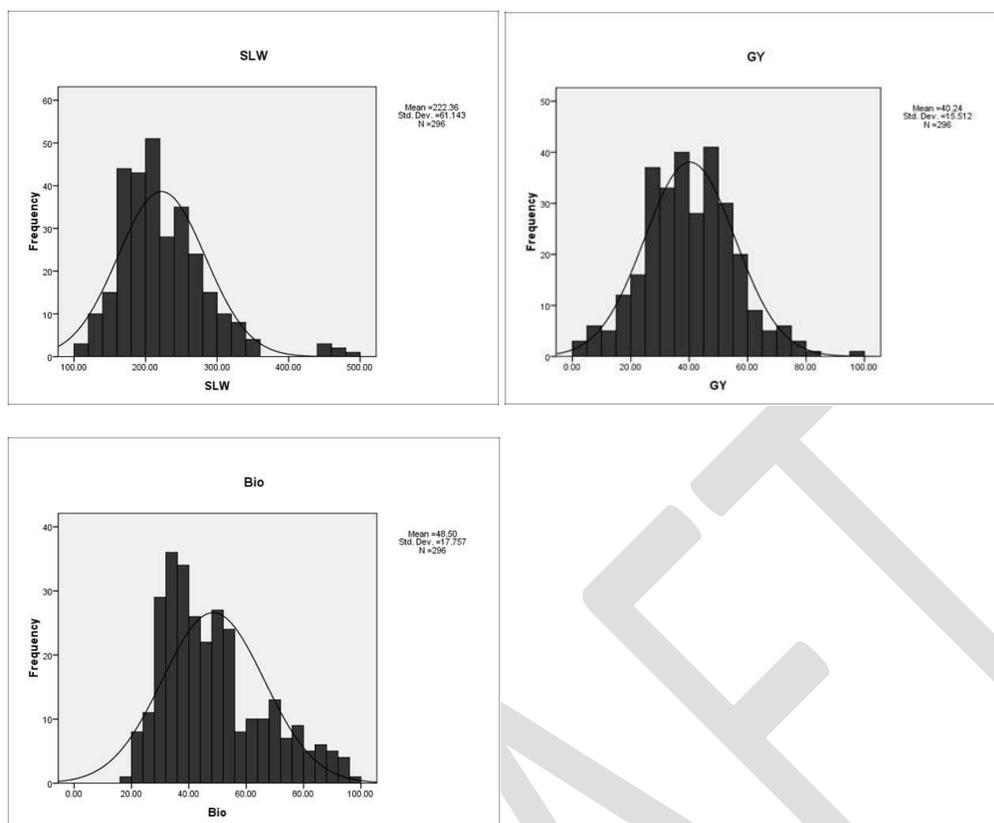 SLW
Mean =222.36
Std. Dev. =61.143
N =296
60
50
40
30
20
10
0
Frequency
100.00 200.00 300.00 400.00 500.00
SLW
GY
Mean =40.24
Std. Dev. =15.512
N =296
50
40
30
20
10
0
Frequency
0.00 20.00 40.00 60.00 80.00 100.00
GY
Bio
Mean =48.50
Std. Dev. =17.757
N =296
40
30
20
10
0
Frequency
0.00 20.00 40.00 60.00 80.00 100.00
Bio